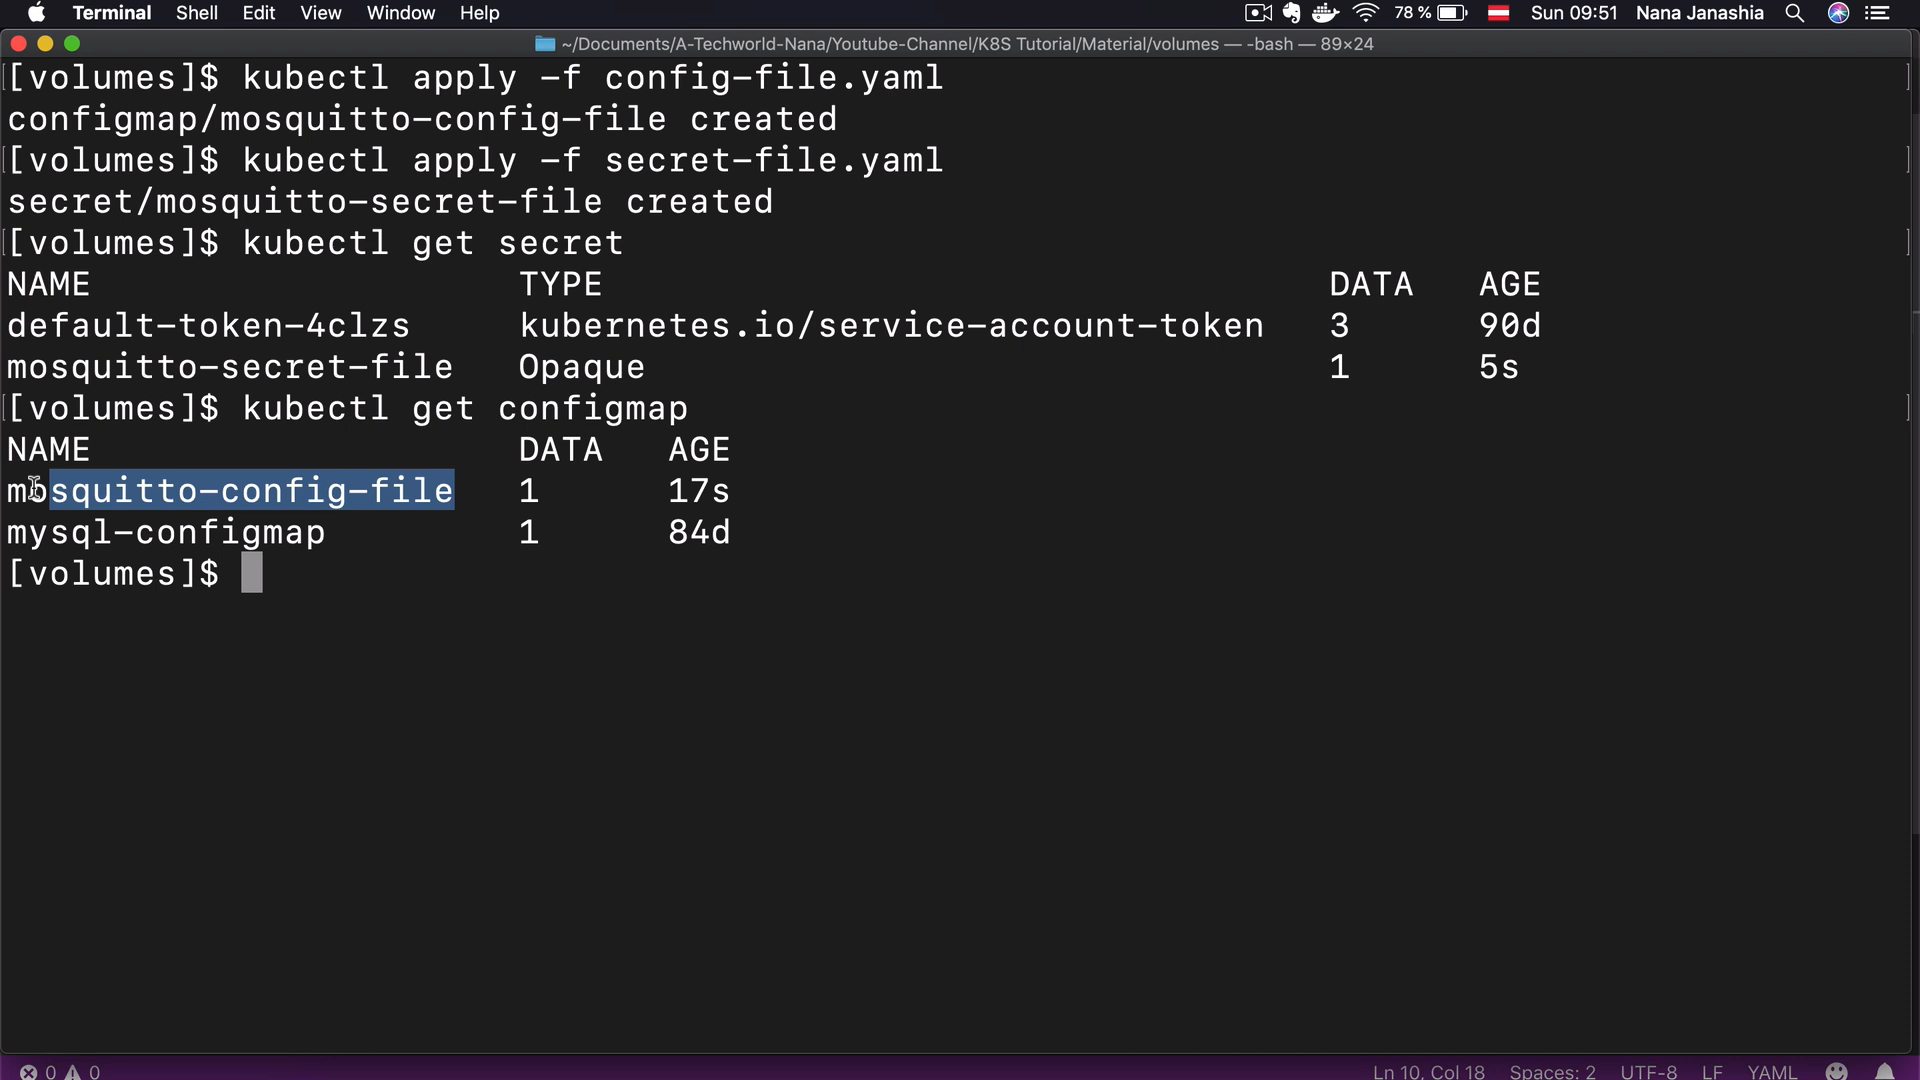 Terminal Shell Edit View Window Help 78 % Sun 09:51 Nana Janashia
~/Documents/A-Techworld-Nana/Youtube-Channel/K8S Tutorial/Material/volumes — -bash — 89×24
[volumes]$ kubectl apply -f config-file.yaml
configmap/mosquitto-config-file created
[volumes]$ kubectl apply -f secret-file.yaml
secret/mosquitto-secret-file created
[volumes]$ kubectl get secret
NAME TYPE DATA AGE
default-token-4clzs kubernetes.io/service-account-token 3 90d
mosquitto-secret-file Opaque 1 5s
[volumes]$ kubectl get configmap
NAME DATA AGE
mosquitto-config-file 1 17s
mysql-configmap 1 84d
[volumes]$
0 0 Ln 10, Col 18 Spaces: 2 UTF-8 LF YAML